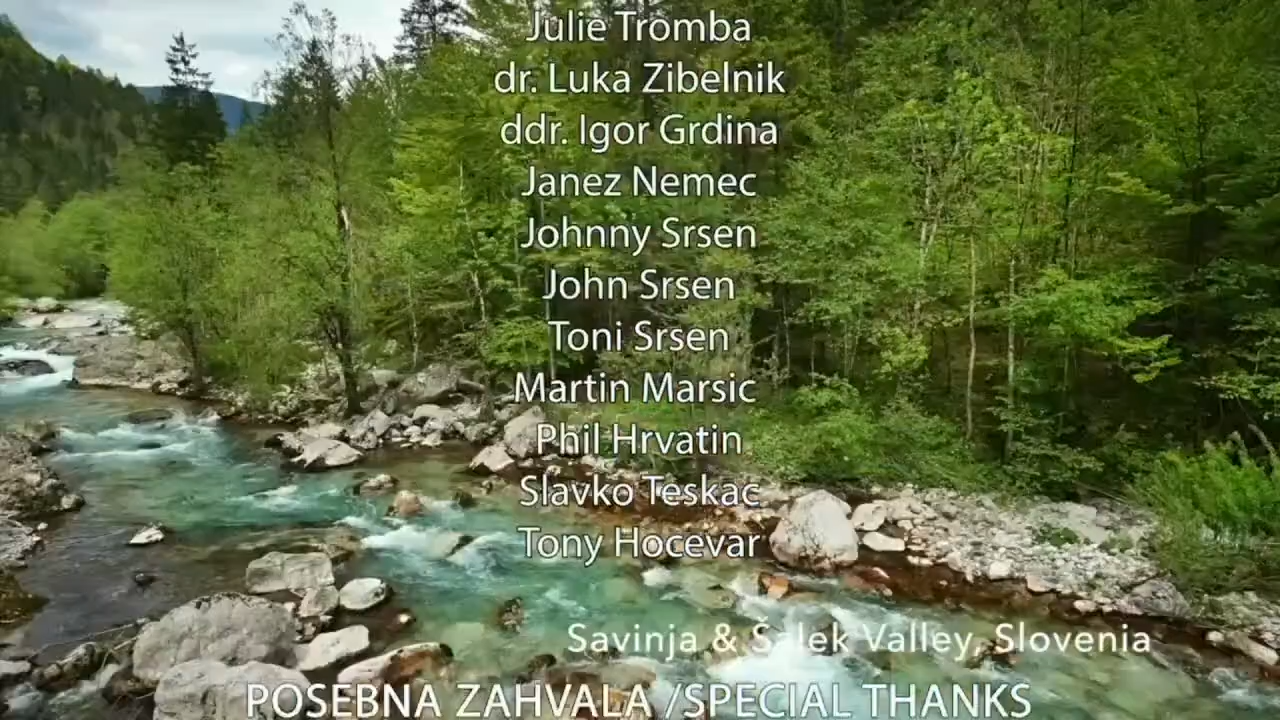 Julie Tromba
dr. Luka Zibelnik
ddr. Igor Grdina
Janez Nemec
Johnny Srsen
John Srsen
Toni Srsen
Martin Marsic
Phil Hrvatin
Slavko Teskac
Tony Hocevar
Savinja & Šalek Valley, Slovenia
POSEBNA ZAHVALA /SPECIAL THANKS